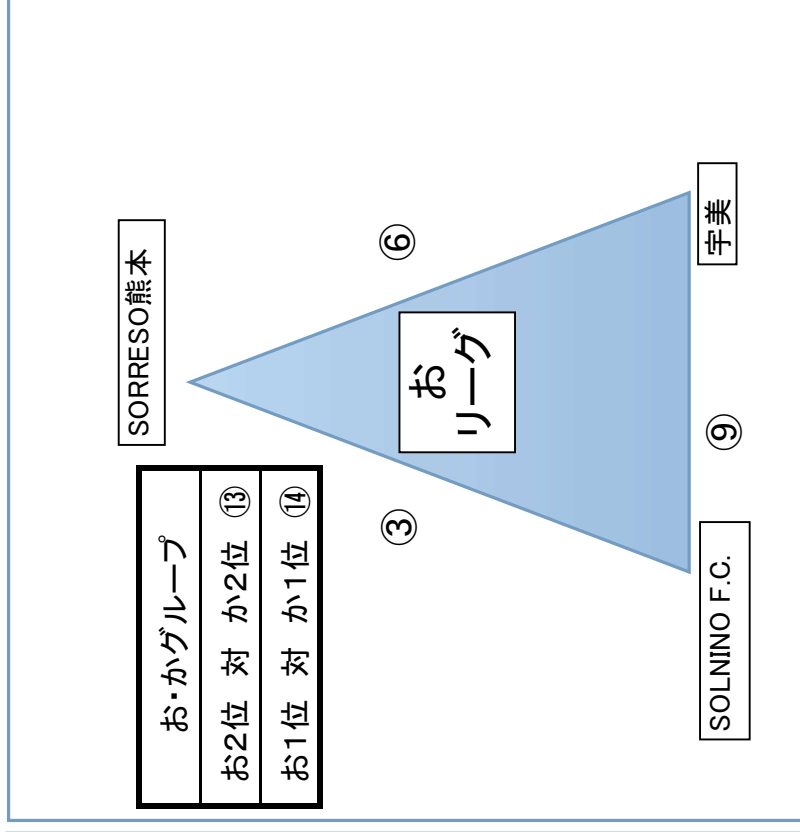 お・かグループ
お2位 対 か2位 ⑬
お1位 対 か1位 ⑭
SORRESO熊本
③
⑥
お
リーグ
SOLNINO F.C.
⑨
宇美